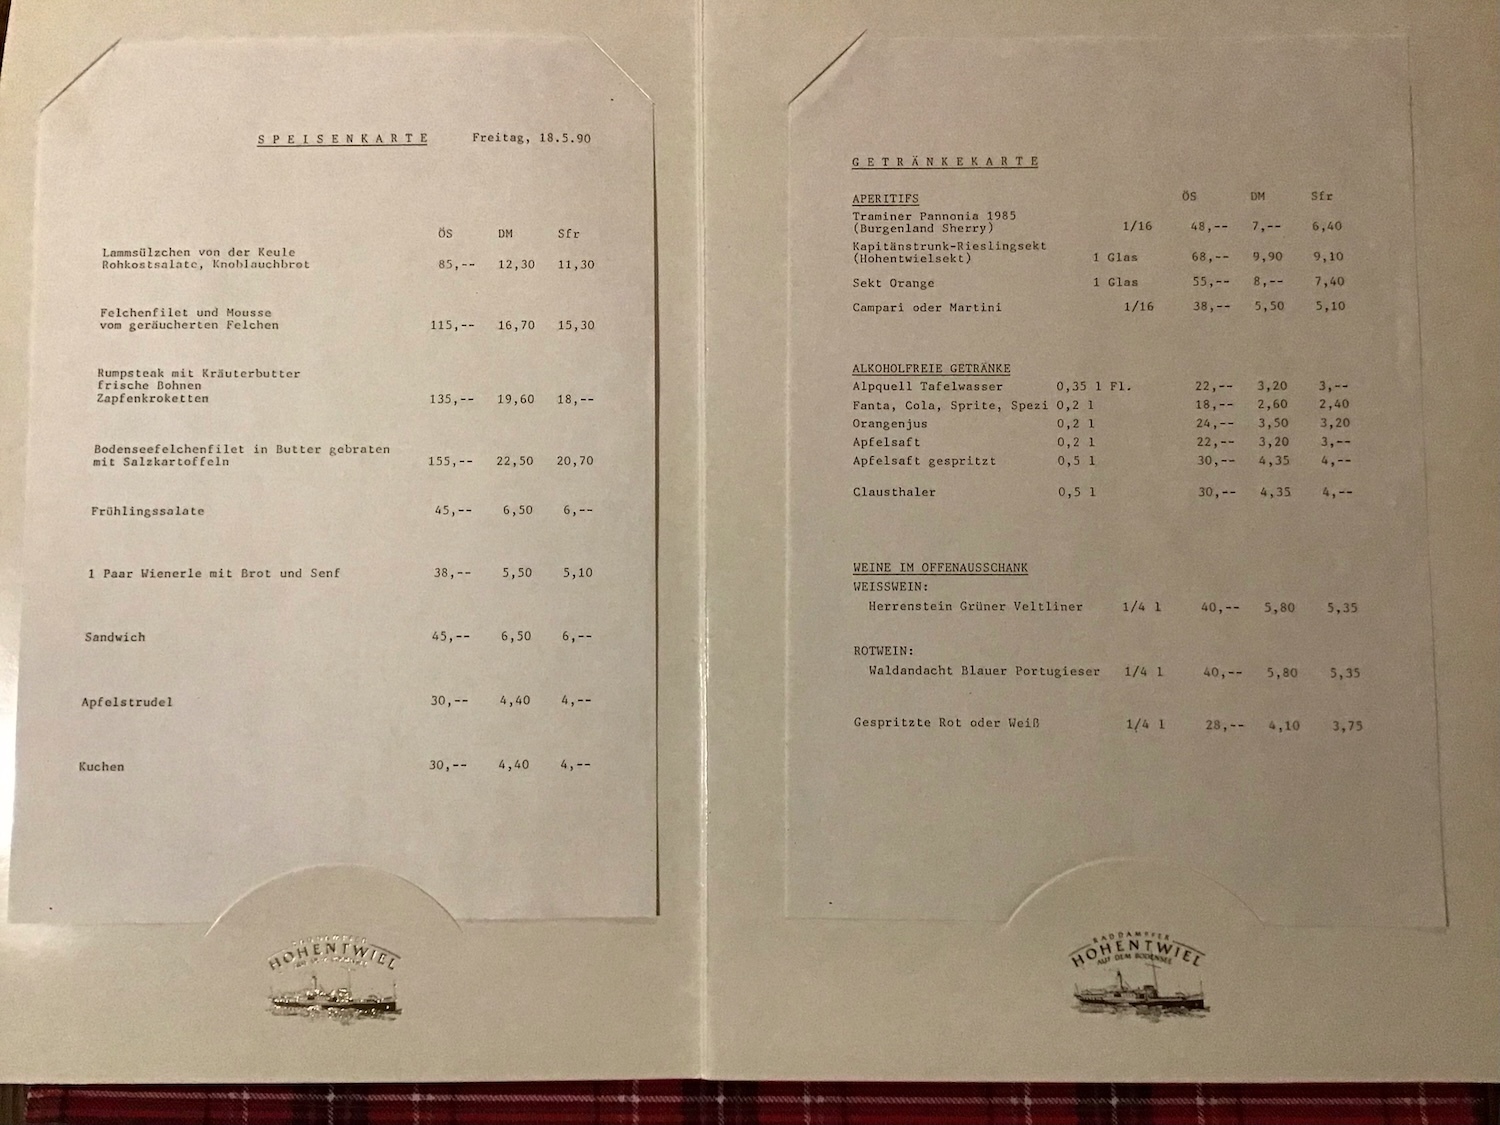 SPEISENKARTE Freitag, 18.5.90
ÖS DM Sfr
Lammsülzchen von der Keule
Rohkostsalate, Knoblauchbrot 85,-- 12,30 11,30
Felchenfilet und Mousse
vom geräucherten Felchen 115,-- 16,70 15,30
Rumpsteak mit Kräuterbutter
frische Bohnen
Zapfenkroketten 135,-- 19,60 18,--
Bodenseefelchenfilet in Butter gebraten
mit Salzkartoffeln 155,-- 22,50 20,70
Frühlingssalate 45,-- 6,50 6,--
1 Paar Wienerle mit Brot und Senf 38,-- 5,50 5,10
Sandwich 45,-- 6,50 6,--
Apfelstrudel 30,-- 4,40 4,--
Kuchen 30,-- 4,40 4,--
HOHENTWIEL
GETRÄNKEKARTE
APERITIFS ÖS DM Sfr
Traminer Pannonia 1985
(Burgenland Sherry) 1/16 48,-- 7,-- 6,40
Kapitänstrunk-Rieslingsekt
(Hohentwielsekt) 1 Glas 68,-- 9,90 9,10
Sekt Orange 1 Glas 55,-- 8,-- 7,40
Campari oder Martini 1/16 38,-- 5,50 5,10
ALKOHOLFREIE GETRÄNKE
Alpquell Tafelwasser 0,35 l Fl. 22,-- 3,20 3,--
Fanta, Cola, Sprite, Spezi 0,2 l 18,-- 2,60 2,40
Orangenjus 0,2 l 24,-- 3,50 3,20
Apfelsaft 0,2 l 22,-- 3,20 3,--
Apfelsaft gespritzt 0,5 l 30,-- 4,35 4,--
Clausthaler 0,5 l 30,-- 4,35 4,--
WEINE IM OFFENAUSSCHANK
WEISSWEIN:
Herrenstein Grüner Veltliner 1/4 l 40,-- 5,80 5,35
ROTWEIN:
Waldandacht Blauer Portugieser 1/4 l 40,-- 5,80 5,35
Gespritzte Rot oder Weiß 1/4 l 28,-- 4,10 3,75
RADDAMPFER
HOHENTWIEL
AUF DEM BODENSEE